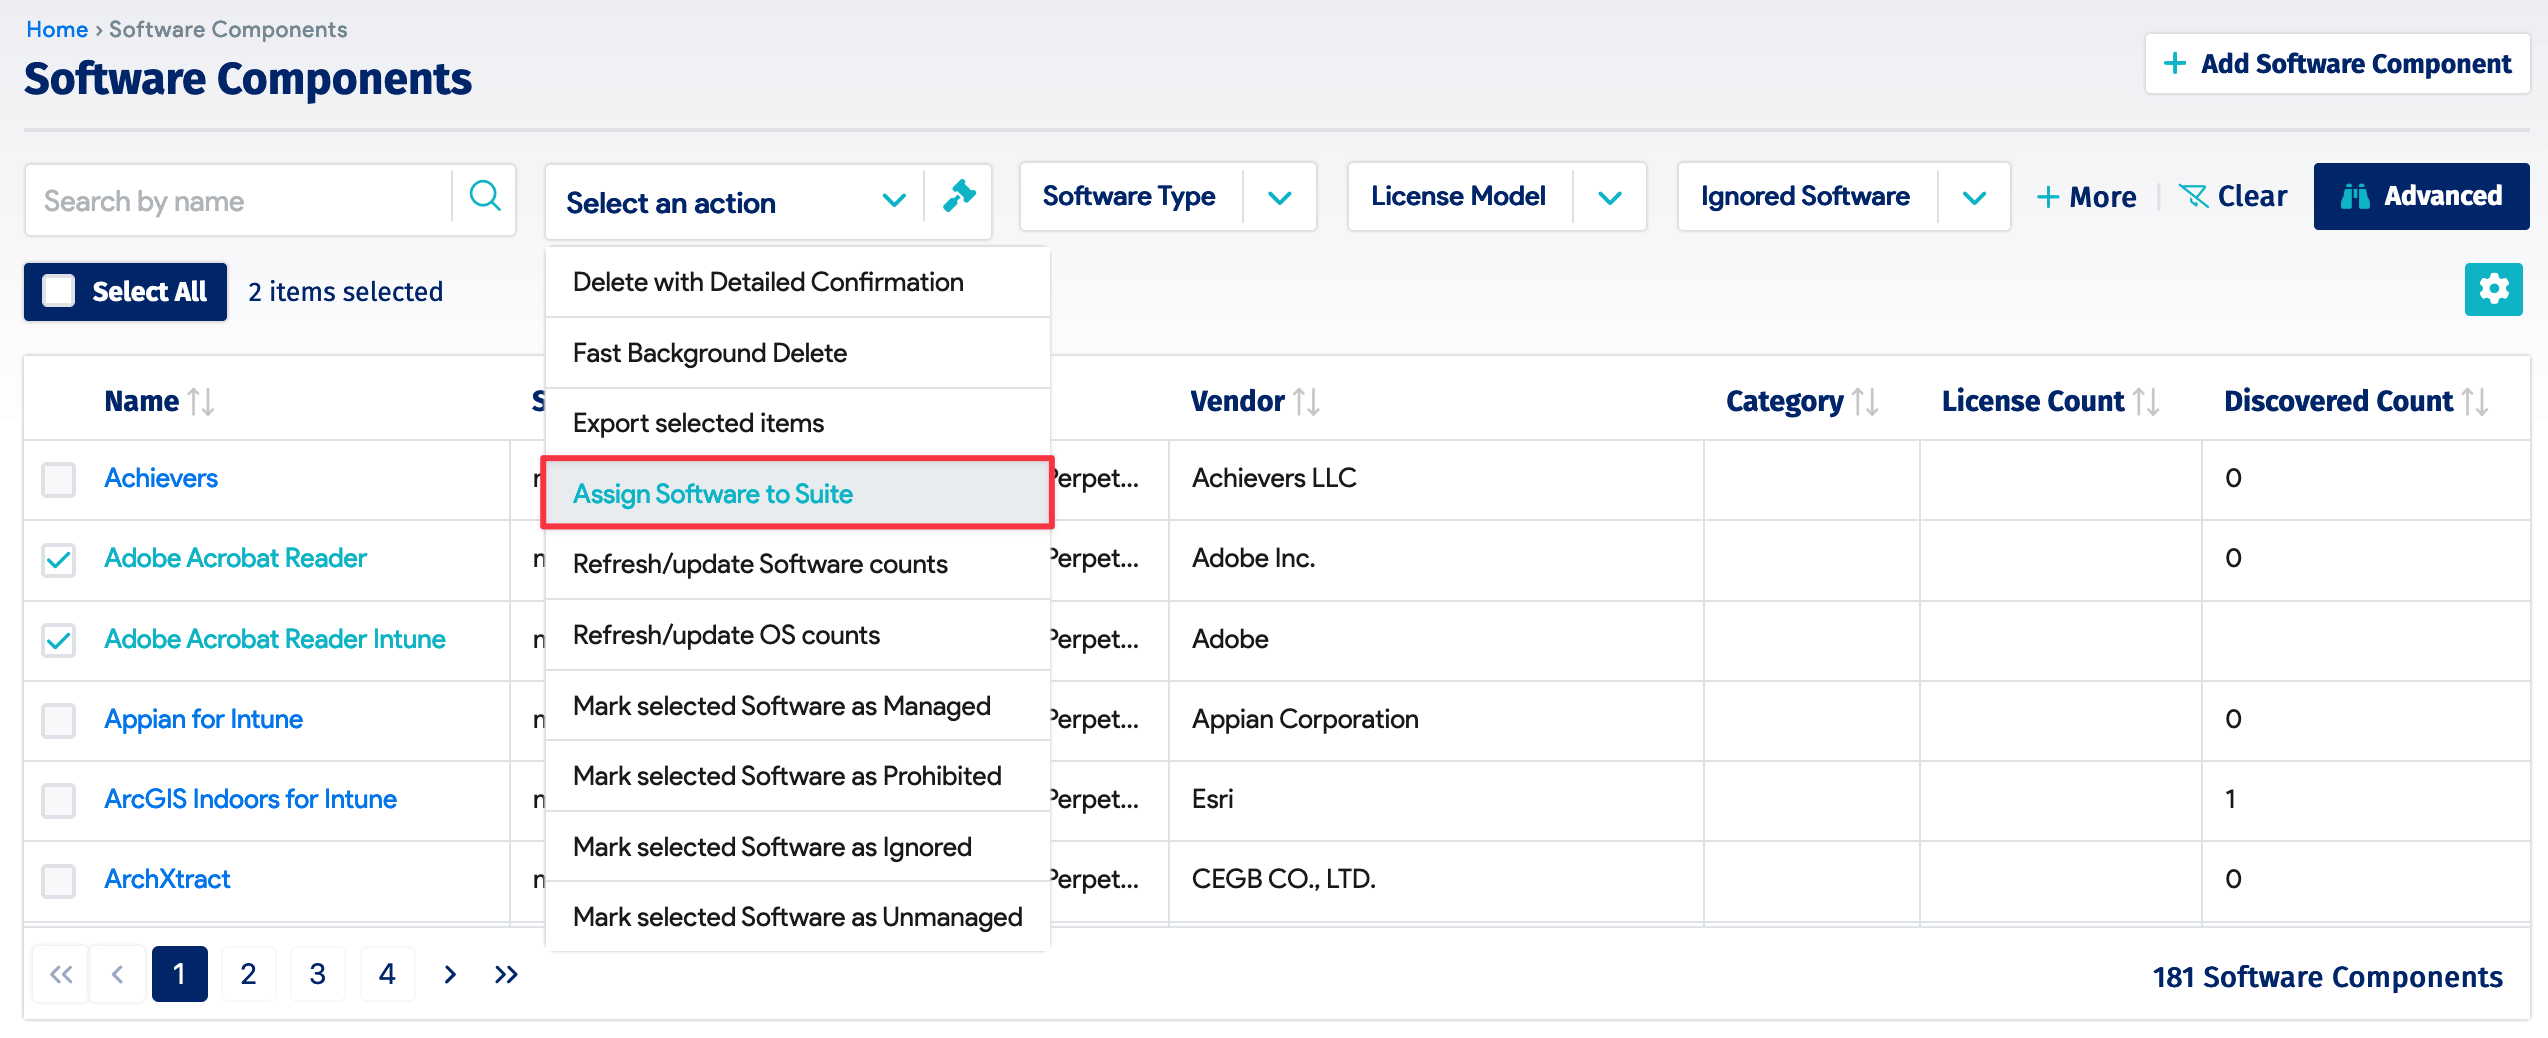 Home › Software Components
Software Components
+ Add Software Component
Search by name
Select an action
Software Type
License Model
Ignored Software
+ More
Clear
Advanced
Select All
2 items selected
Delete with Detailed Confirmation
Fast Background Delete
Export selected items
Assign Software to Suite
Refresh/update Software counts
Refresh/update OS counts
Mark selected Software as Managed
Mark selected Software as Prohibited
Mark selected Software as Ignored
Mark selected Software as Unmanaged
Name Vendor Category License Count Discovered Count
Achievers Perpet... Achievers LLC 0
Adobe Acrobat Reader Perpet... Adobe Inc. 0
Adobe Acrobat Reader Intune Perpet... Adobe
Appian for Intune Perpet... Appian Corporation 0
ArcGIS Indoors for Intune Perpet... Esri 1
ArchXtract Perpet... CEGB CO., LTD. 0
« ‹ 1 2 3 4 › »
181 Software Components